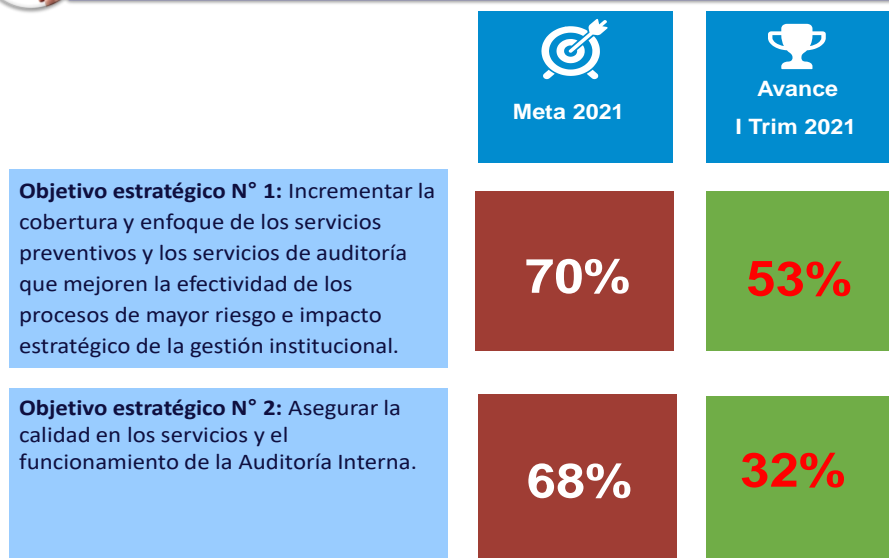 Meta 2021
Avance
I Trim 2021
Objetivo estratégico N° 1: Incrementar la
cobertura y enfoque de los servicios
preventivos y los servicios de auditoría
que mejoren la efectividad de los
procesos de mayor riesgo e impacto
estratégico de la gestión institucional.
70%
53%
Objetivo estratégico N° 2: Asegurar la
calidad en los servicios y el
funcionamiento de la Auditoría Interna.
68%
32%